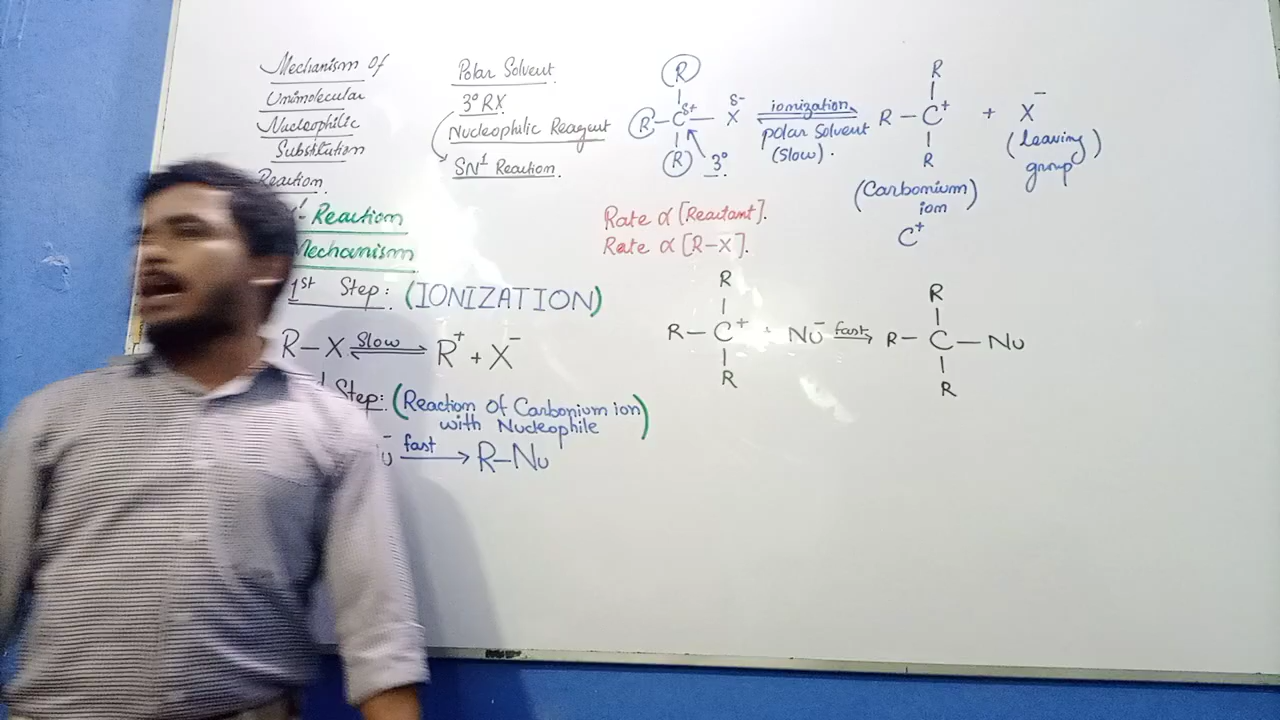 Mechanism Of
Unimolecular
Nucleophilic
Substitution
Reaction
- Reaction
Mechanism
1st Step: (IONIZATION)
R – X Slow R+ + X-
Step: (Reaction Of Carbonium ion
with Nucleophile)
fast R–Nu
Polar Solvent
3° RX
Nucleophilic Reagent
SN1 Reaction
R
R – C δ+ – X δ-
R
3°
ionization
polar Solvent
(Slow).
R
R – C+ + X-
R
(Carbonium
ion)
C+
(Leaving
group)
Rate α [Reactant].
Rate α [R–X].
R
R – C+ + Nu- fast R – C – Nu
R
R
R